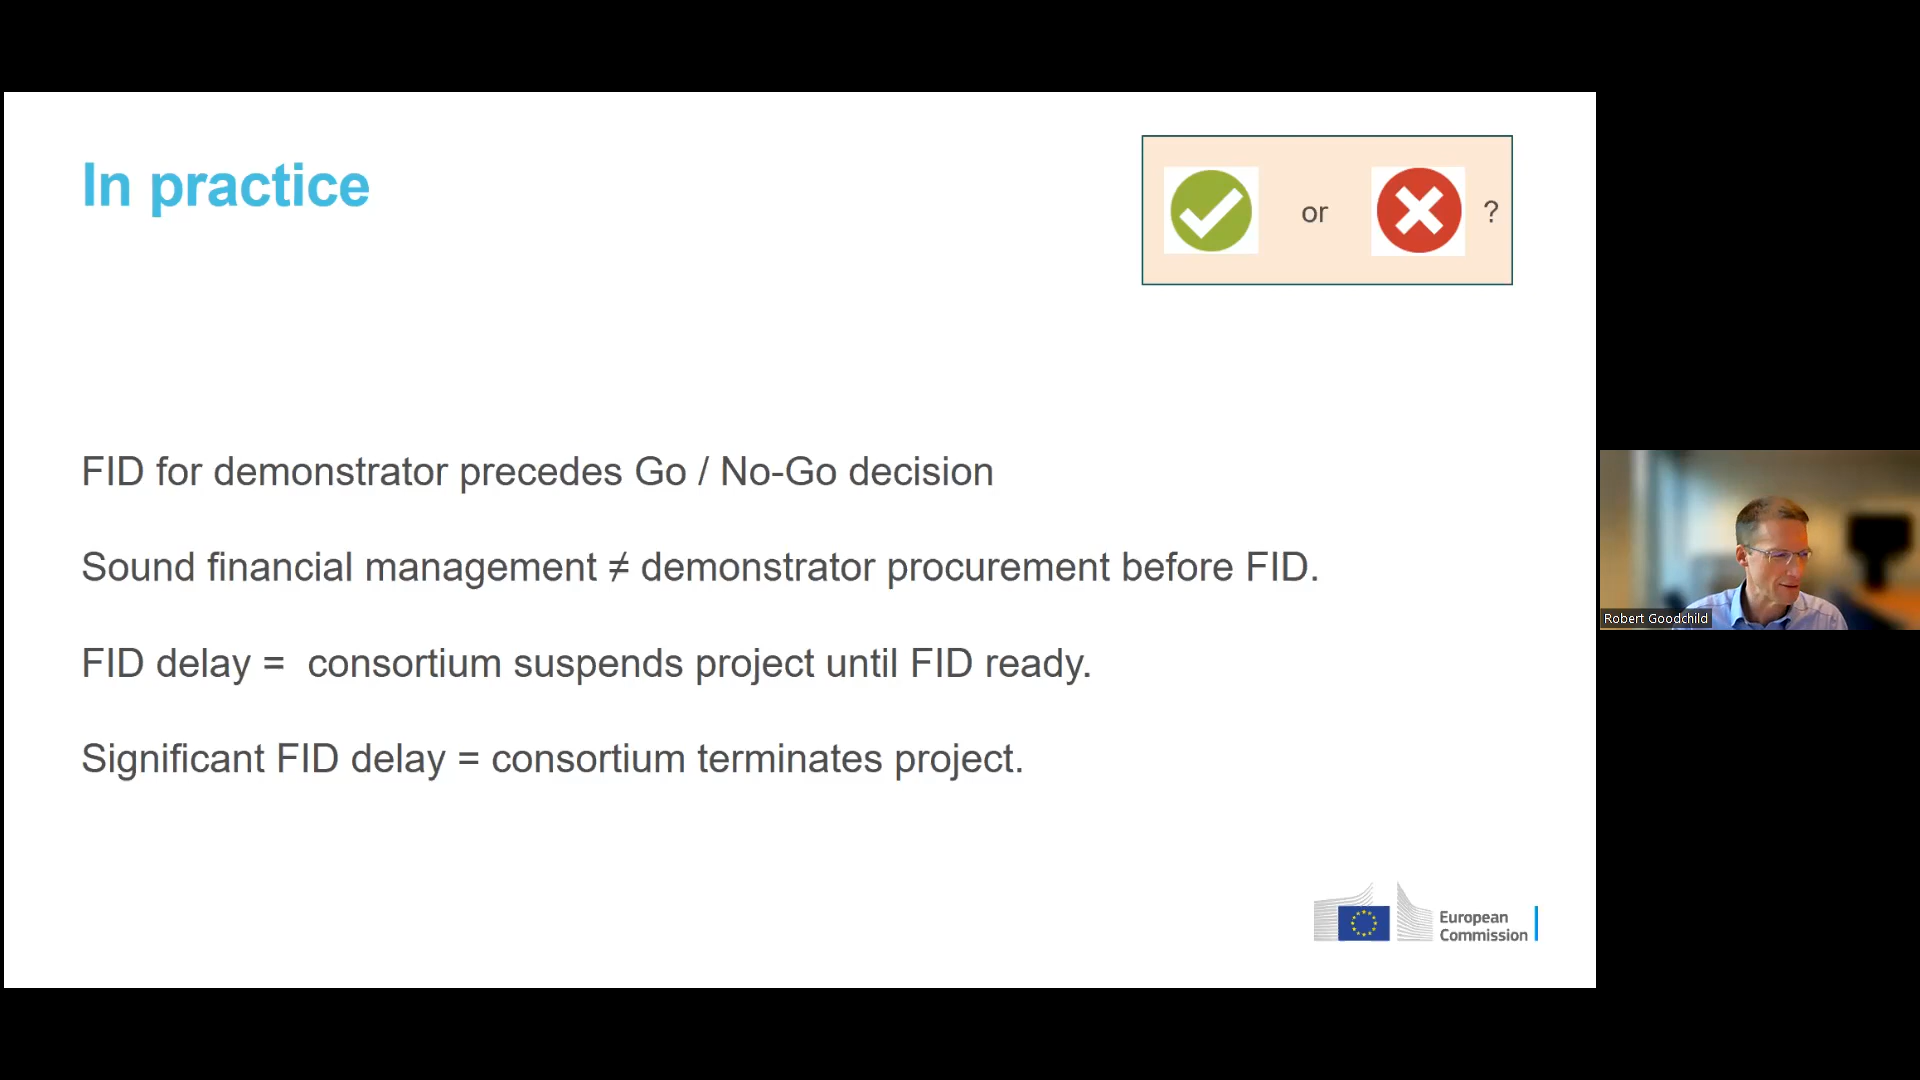 In practice
or
?
FID for demonstrator precedes Go / No-Go decision
Sound financial management ≠ demonstrator procurement before FID.
FID delay = consortium suspends project until FID ready.
Significant FID delay = consortium terminates project.
European
Commission
Robert Goodchild